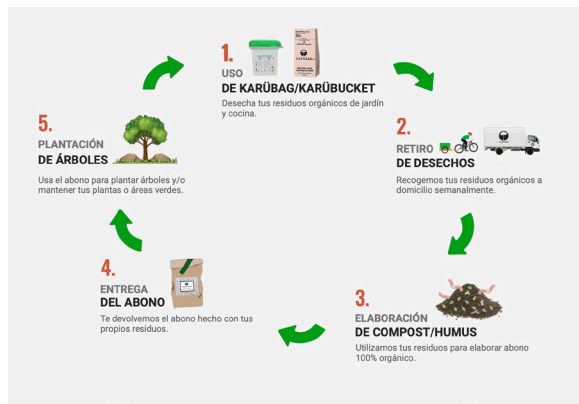 1.
USO
DE KARÜBAG/KARÜBUCKET
Desecha tus residuos orgánicos de jardín
y cocina.
2.
RETIRO
DE DESECHOS
Recogemos tus residuos orgánicos a
domicilio semanalmente.
3.
ELABORACIÓN
DE COMPOST/HUMUS
Utilizamos tus residuos para elaborar abono
100% orgánico.
4.
ENTREGA
DEL ABONO
Te devolvemos el abono hecho con tus
propios residuos.
5.
PLANTACIÓN
DE ÁRBOLES
Usa el abono para plantar árboles y/o
mantener tus plantas o áreas verdes.